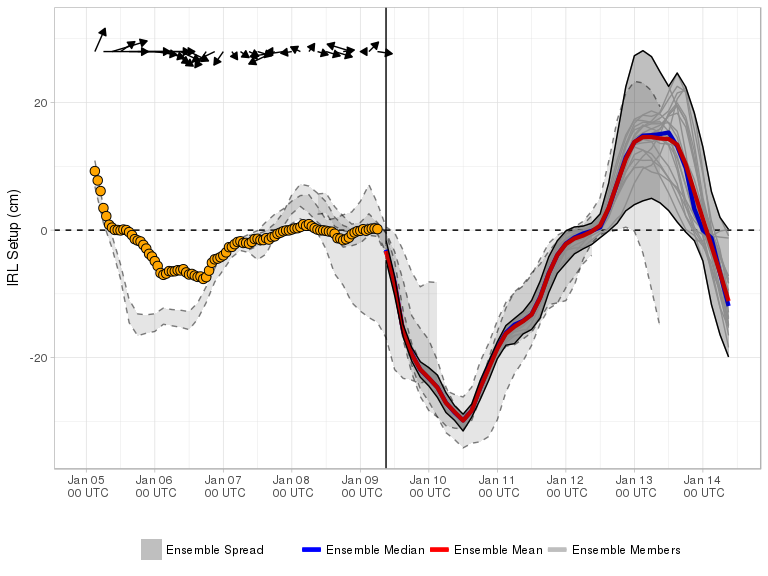 IRL Setup (cm)
20
0
-20
Jan 05 Jan 06 Jan 07 Jan 08 Jan 09 Jan 10 Jan 11 Jan 12 Jan 13 Jan 14
00 UTC 00 UTC 00 UTC 00 UTC 00 UTC 00 UTC 00 UTC 00 UTC 00 UTC 00 UTC
Ensemble Spread Ensemble Median Ensemble Mean Ensemble Members